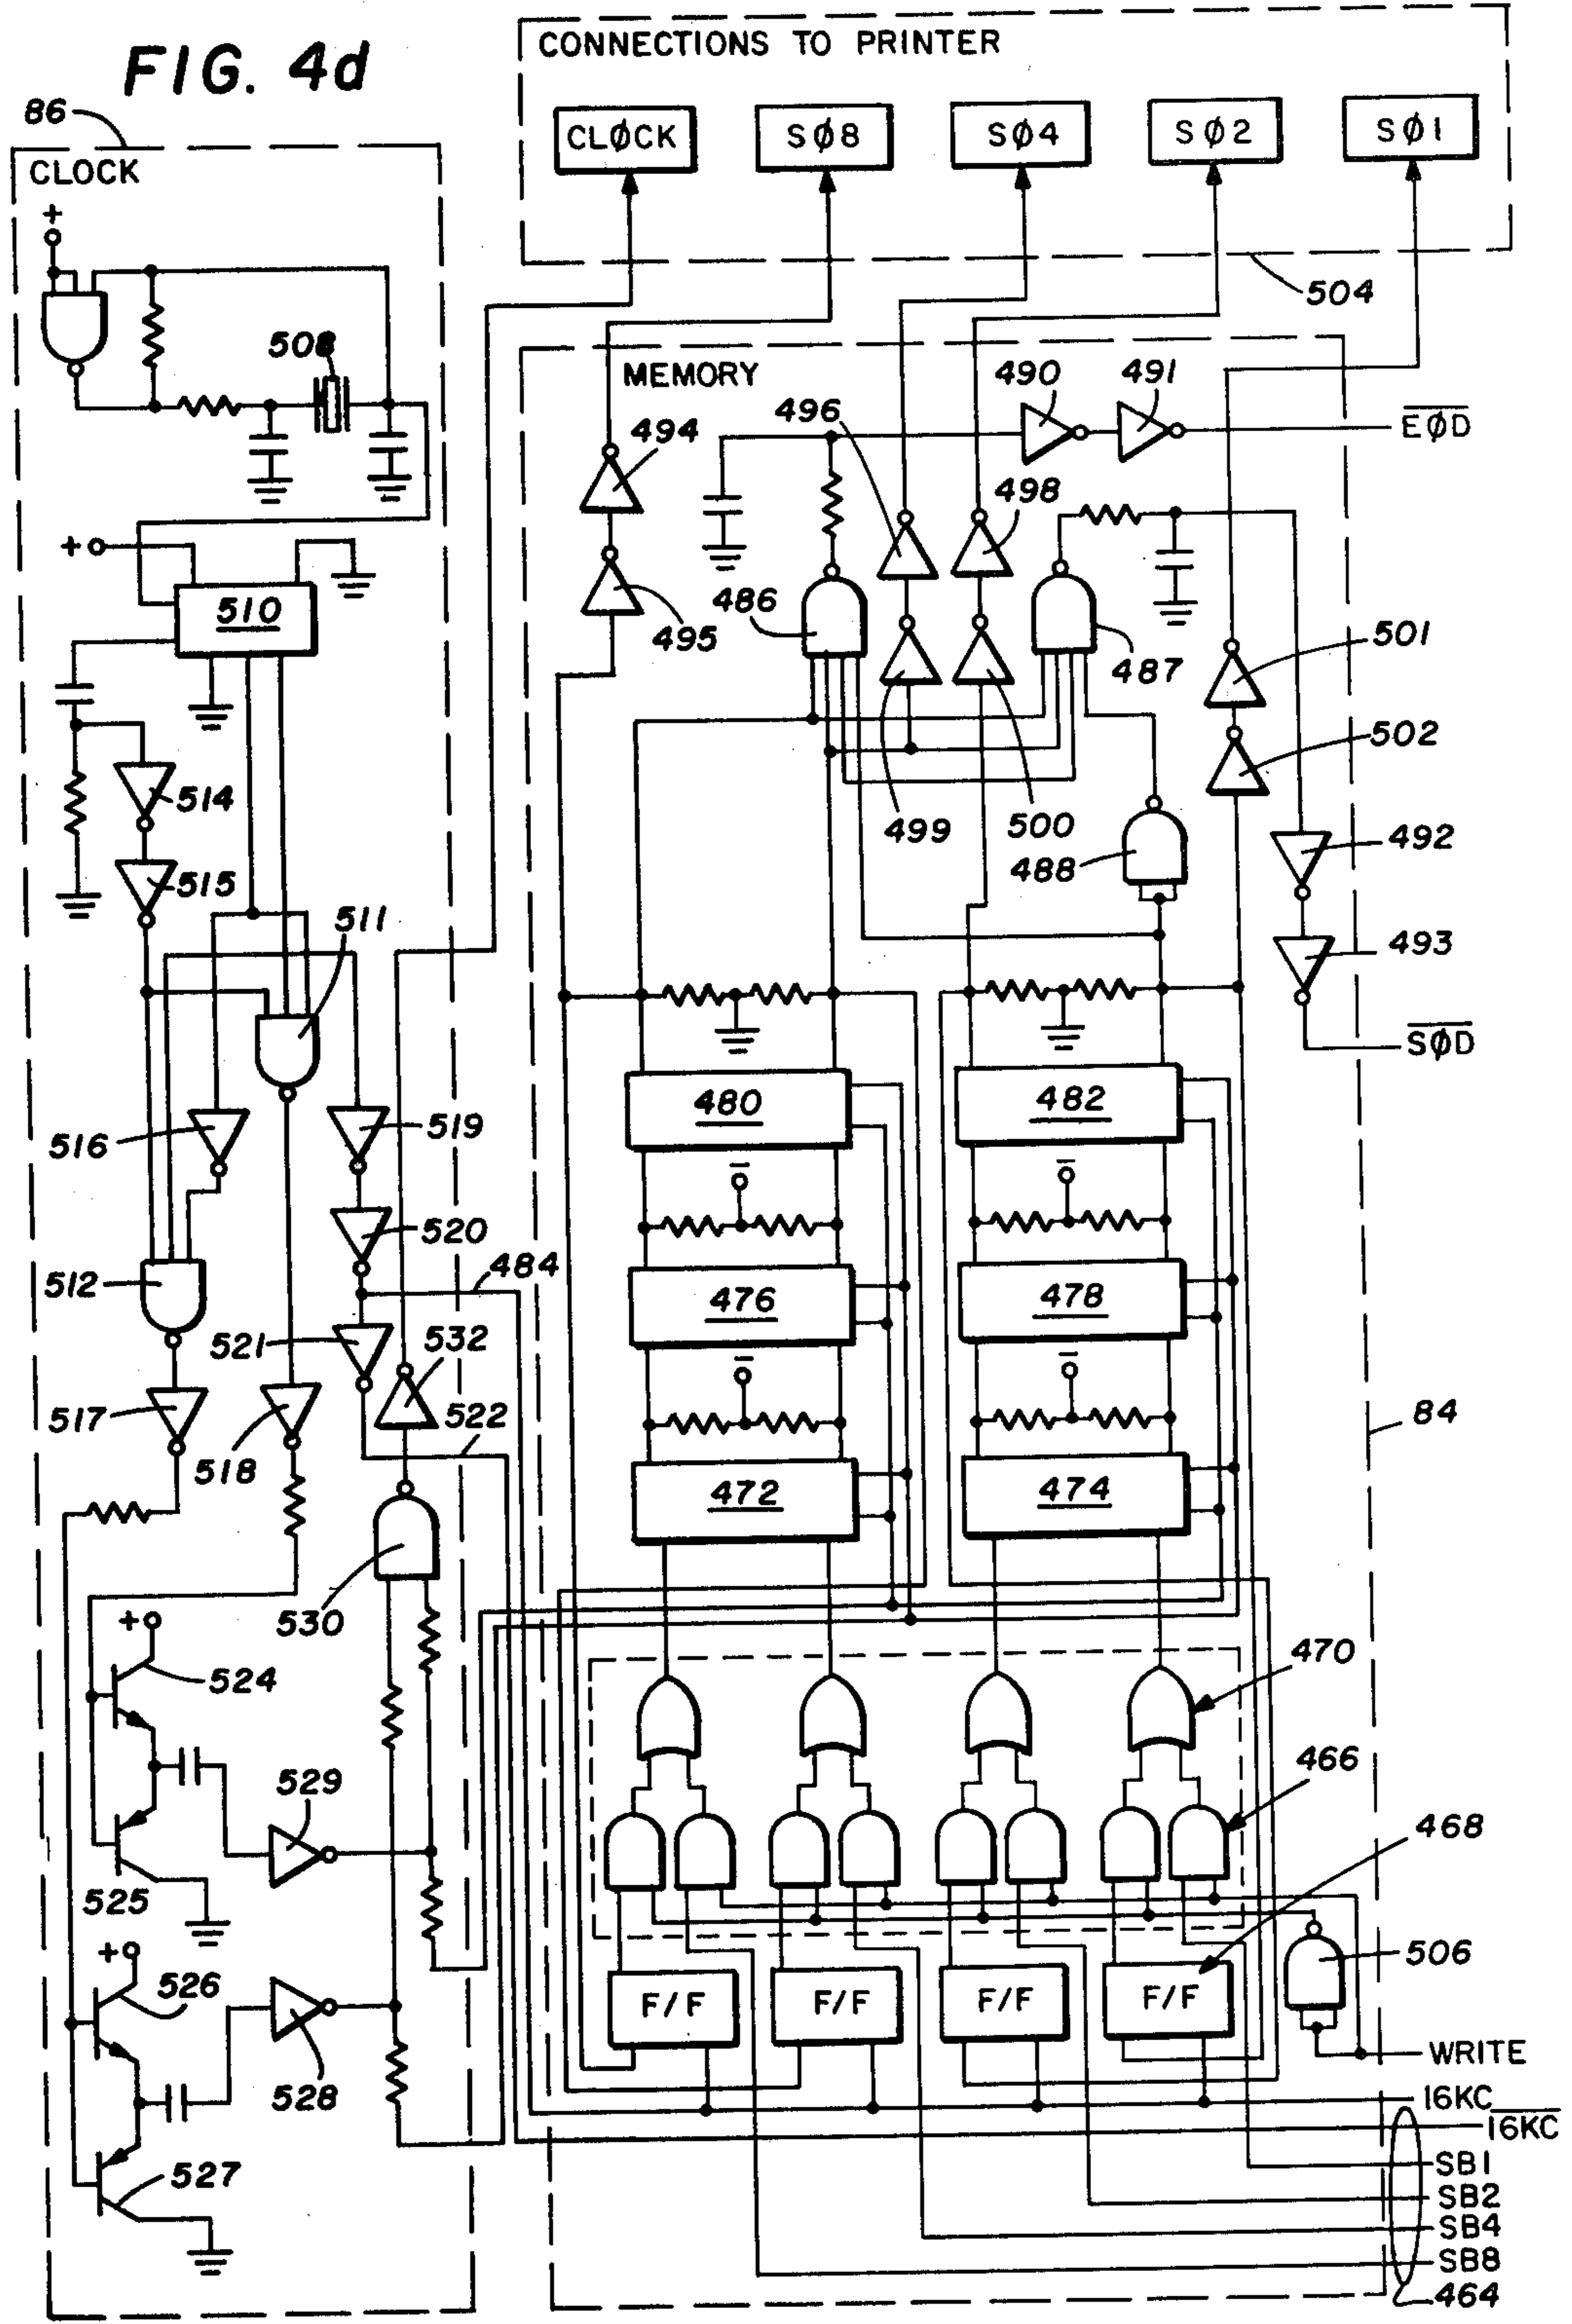 FIG. 4d
CONNECTIONS TO PRINTER
86
CLOCK
CLØCK
SØ8
SØ4
SØ2
SØ1
+
504
508
MEMORY
490
491
496
EØD
494
498
+
510
486
495
487
501
502
514
499
500
488
492
515
511
493
SØD
480
482
516
519
520
484
512
476
478
521
532
517
522
84
518
472
474
530
+
470
524
529
466
468
525
506
+
526
F/F
F/F
F/F
F/F
WRITE
528
16KC
16KC
527
SB1
SB2
SB4
SB8
464